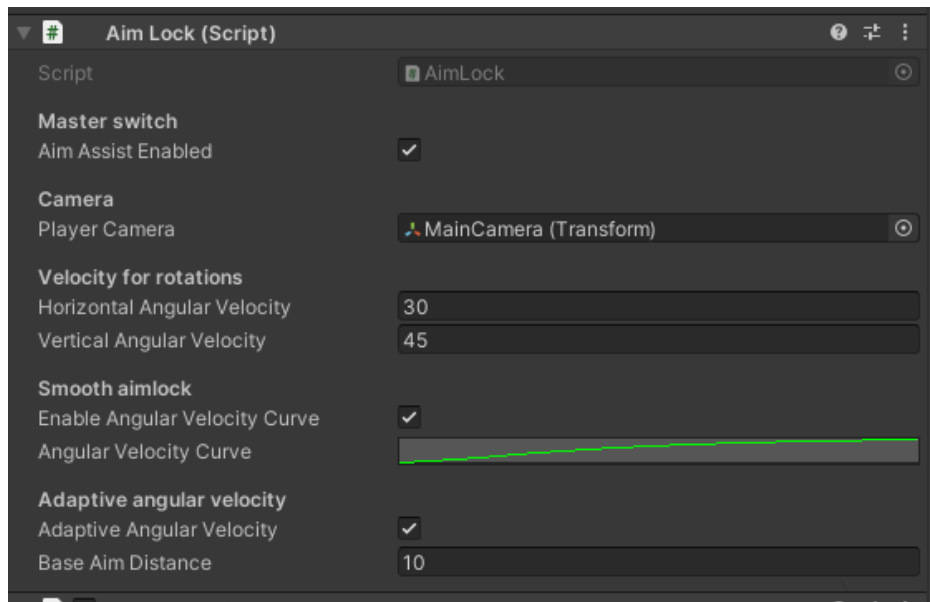 Aim Lock (Script)
Script AimLock
Master switch
Aim Assist Enabled
Camera
Player Camera MainCamera (Transform)
Velocity for rotations
Horizontal Angular Velocity 30
Vertical Angular Velocity 45
Smooth aimlock
Enable Angular Velocity Curve
Angular Velocity Curve
Adaptive angular velocity
Adaptive Angular Velocity
Base Aim Distance 10